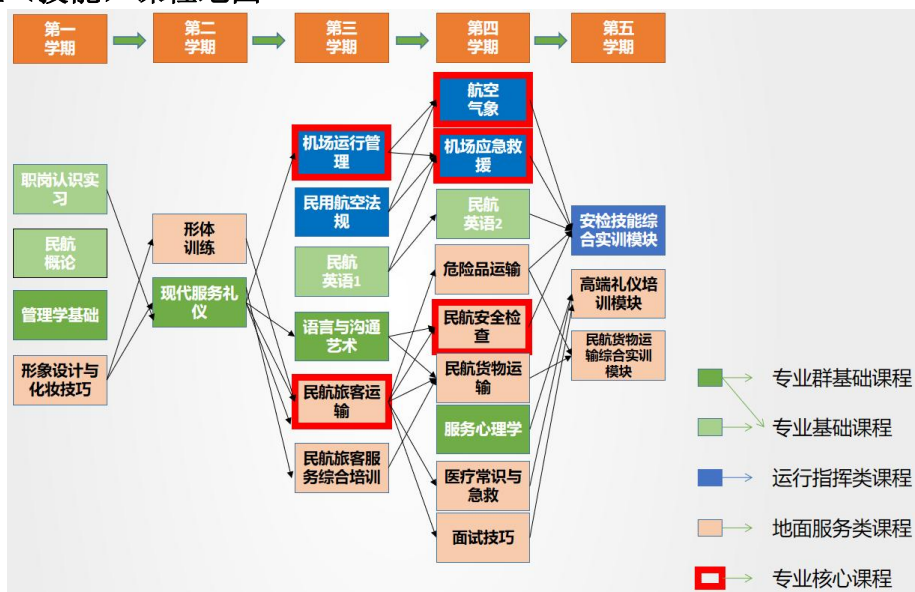 第一
学期
第二
学期
第三
学期
第四
学期
第五
学期
职岗认识实
习
民航
概论
管理学基础
形象设计与
化妆技巧
形体
训练
现代服务礼
仪
机场运行管
理
民用航空法
规
民航
英语1
语言与沟通
艺术
民航旅客运
输
民航旅客服
务综合培训
航空
气象
机场应急救
援
民航
英语2
危险品运输
民航安全检
查
民航货物运
输
服务心理学
医疗常识与
急救
面试技巧
安检技能综
合实训模块
高端礼仪培
训模块
民航货物运
输综合实训
模块
专业群基础课程
专业基础课程
运行指挥类课程
地面服务类课程
专业核心课程